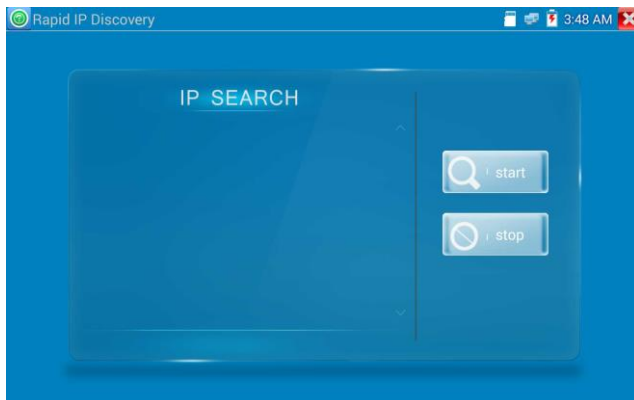 Rapid IP Discovery
3:48 AM
IP SEARCH
start
stop